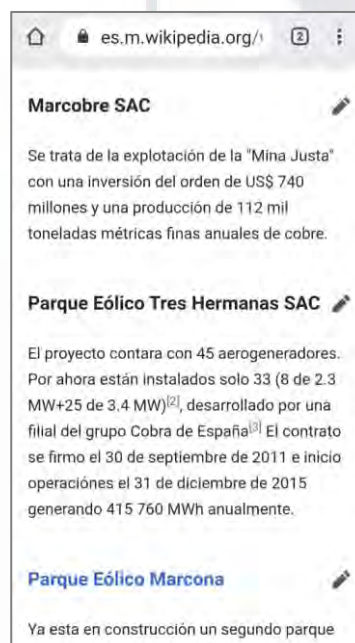 es.m.wikipedia.org/
2
Marcobre SAC
Se trata de la explotación de la "Mina Justa"
con una inversión del orden de US$ 740
millones y una producción de 112 mil
toneladas métricas finas anuales de cobre.
Parque Eólico Tres Hermanas SAC
El proyecto contara con 45 aerogeneradores.
Por ahora están instalados solo 33 (8 de 2.3
MW+25 de 3.4 MW)[2], desarrollado por una
filial del grupo Cobra de España[3] El contrato
se firmo el 30 de septiembre de 2011 e inicio
operaciónes el 31 de diciembre de 2015
generando 415 760 MWh anualmente.
Parque Eólico Marcona
Ya esta en construcción un segundo parque